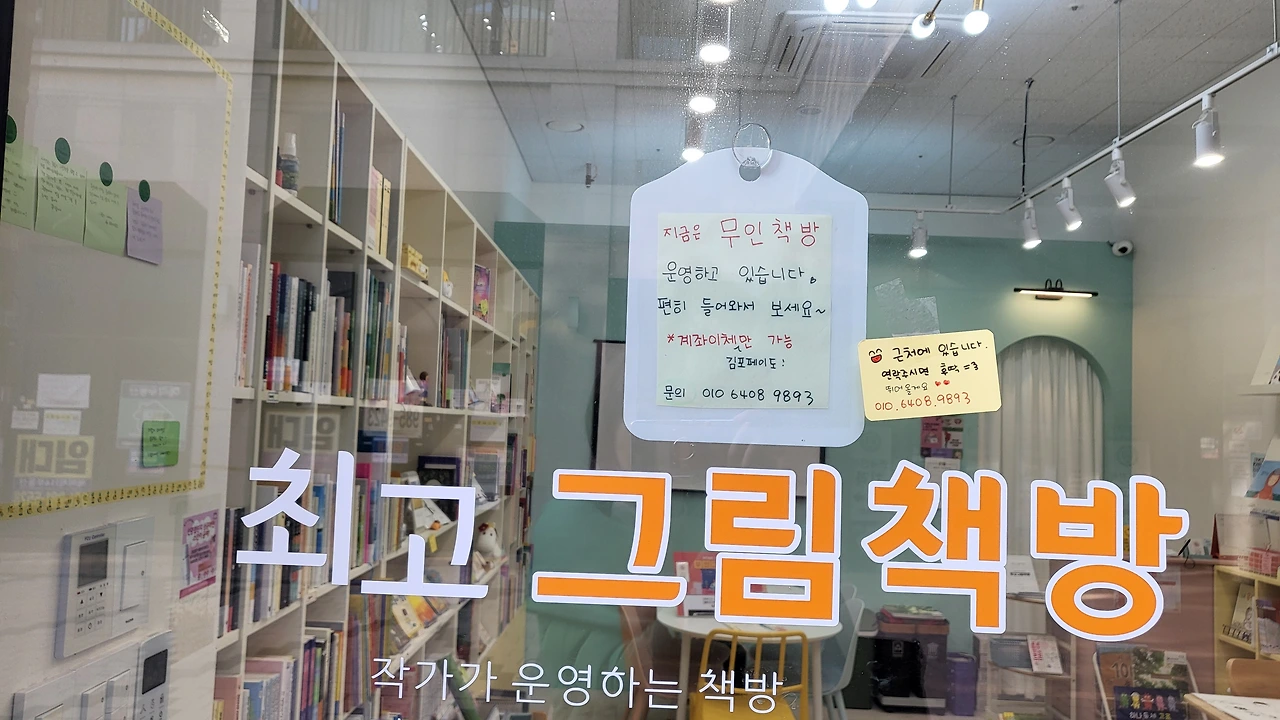 지금은 무인책방
운영하고 있습니다.
편히 들어와서 보세요~
*계좌이체만 가능
김포페이도!
문의 010 6408 9893
근처에 있습니다.
연락주시면 후딱 =3
뛰어올게요
010.6408.9893
최고 그림책방
작가가 운영하는 책방
임대